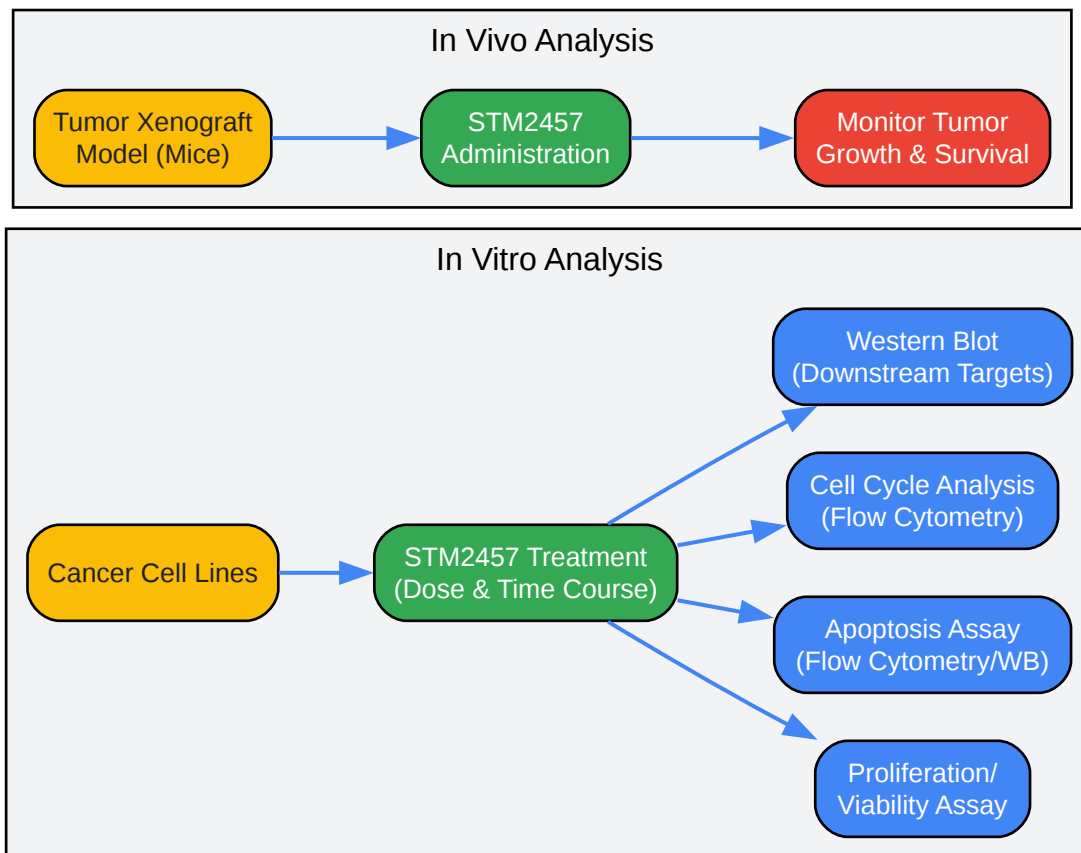 In Vivo Analysis
Tumor Xenograft
Model (Mice)
STM2457
Administration
Monitor Tumor
Growth & Survival
In Vitro Analysis
Cancer Cell Lines
STM2457 Treatment
(Dose & Time Course)
Western Blot
(Downstream Targets)
Cell Cycle Analysis
(Flow Cytometry)
Apoptosis Assay
(Flow Cytometry/WB)
Proliferation/
Viability Assay